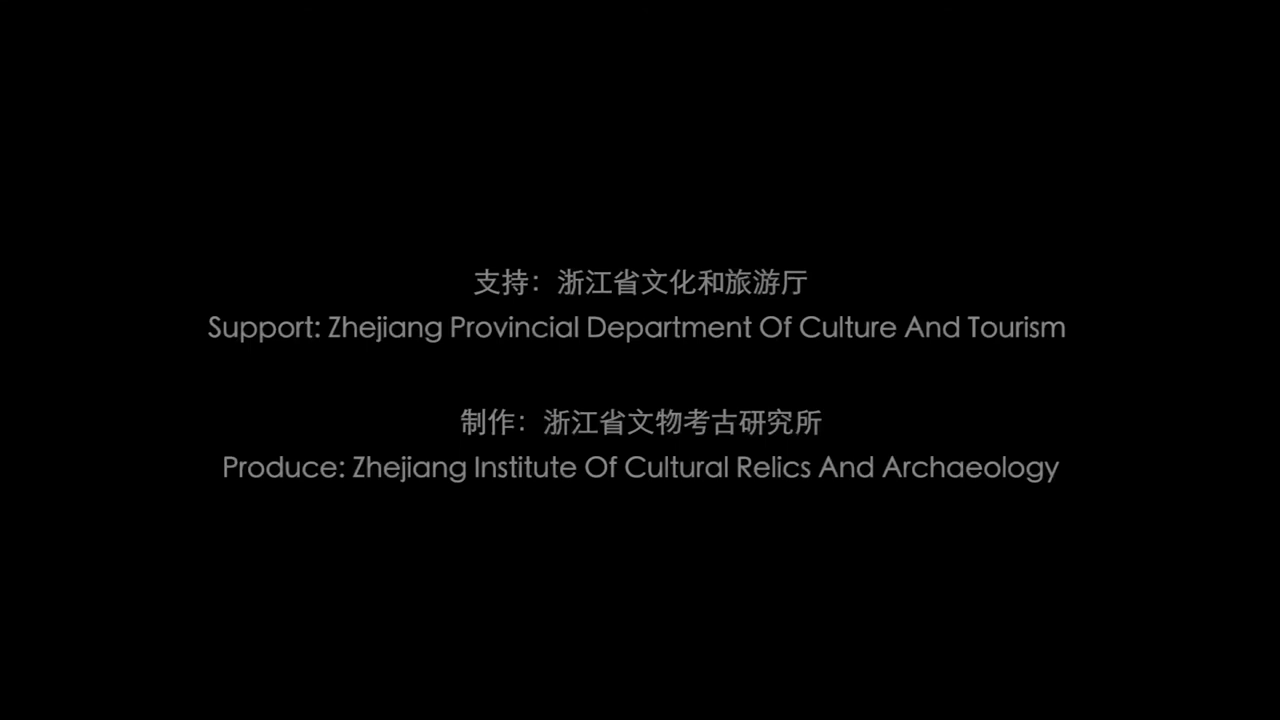 支持：浙江省文化和旅游厅
Support: Zhejiang Provincial Department Of Culture And Tourism
制作：浙江省文物考古研究所
Produce: Zhejiang Institute Of Cultural Relics And Archaeology